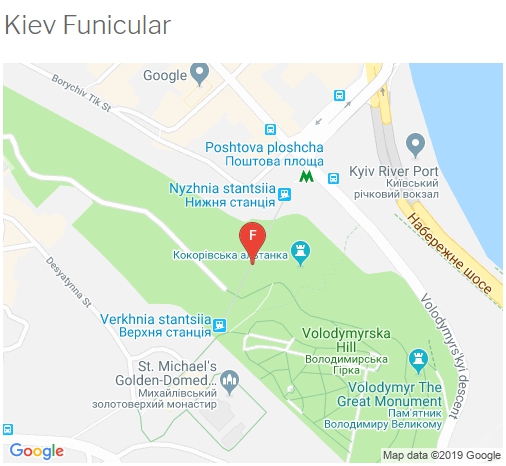 Kiev Funicular
Google
Borychiv Tik St
Poshtova ploshcha
Поштова площа
Kyiv River Port
Київський
річковий вокзал
Nyzhnia stantsiia
Нижня станція
Набережне шосе
F
Кокорівська альтанка
Desyatynna St
Volodymyrs'kyi descent
Verkhnia stantsiia
Верхня станція
Volodymyrska
Hill
Володимирська
Гірка
St. Michael's
Golden-Domed...
Михайлівський
золотоверхий монастир
Volodymyr The
Great Monument
Пам'ятник
Володимиру Великому
Google
Map data ©2019 Google